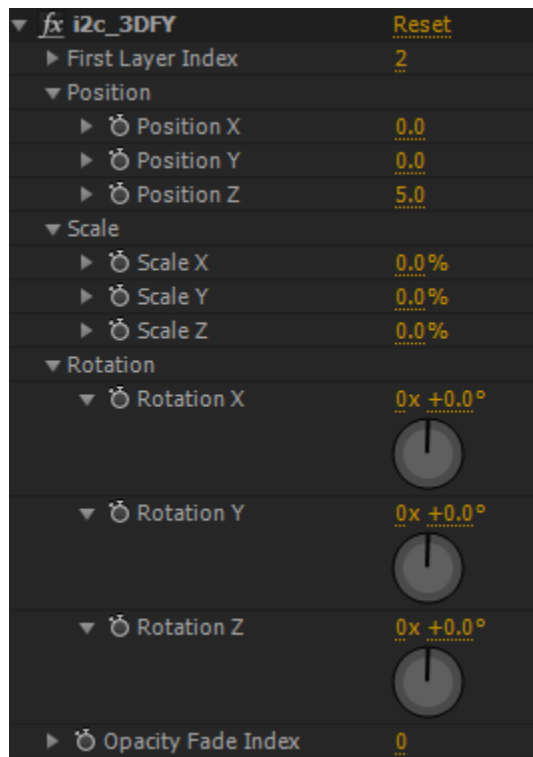 fx i2c_3DFY Reset
First Layer Index 2
Position
Position X 0.0
Position Y 0.0
Position Z 5.0
Scale
Scale X 0.0%
Scale Y 0.0%
Scale Z 0.0%
Rotation
Rotation X 0x +0.0°
Rotation Y 0x +0.0°
Rotation Z 0x +0.0°
Opacity Fade Index 0